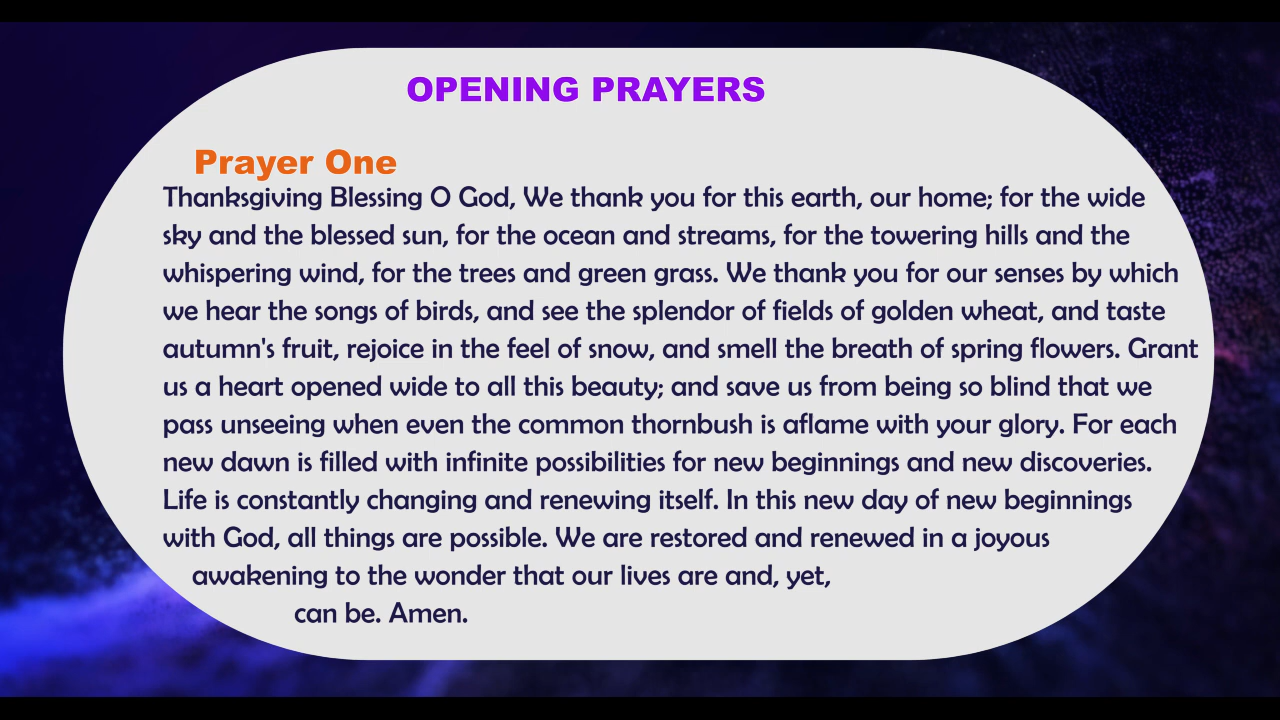 OPENING PRAYERS
Prayer One
Thanksgiving Blessing O God, We thank you for this earth, our home; for the wide
sky and the blessed sun, for the ocean and streams, for the towering hills and the
whispering wind, for the trees and green grass. We thank you for our senses by which
we hear the songs of birds, and see the splendor of fields of golden wheat, and taste
autumn's fruit, rejoice in the feel of snow, and smell the breath of spring flowers. Grant
us a heart opened wide to all this beauty; and save us from being so blind that we
pass unseeing when even the common thornbush is aflame with your glory. For each
new dawn is filled with infinite possibilities for new beginnings and new discoveries.
Life is constantly changing and renewing itself. In this new day of new beginnings
with God, all things are possible. We are restored and renewed in a joyous
awakening to the wonder that our lives are and, yet,
can be. Amen.